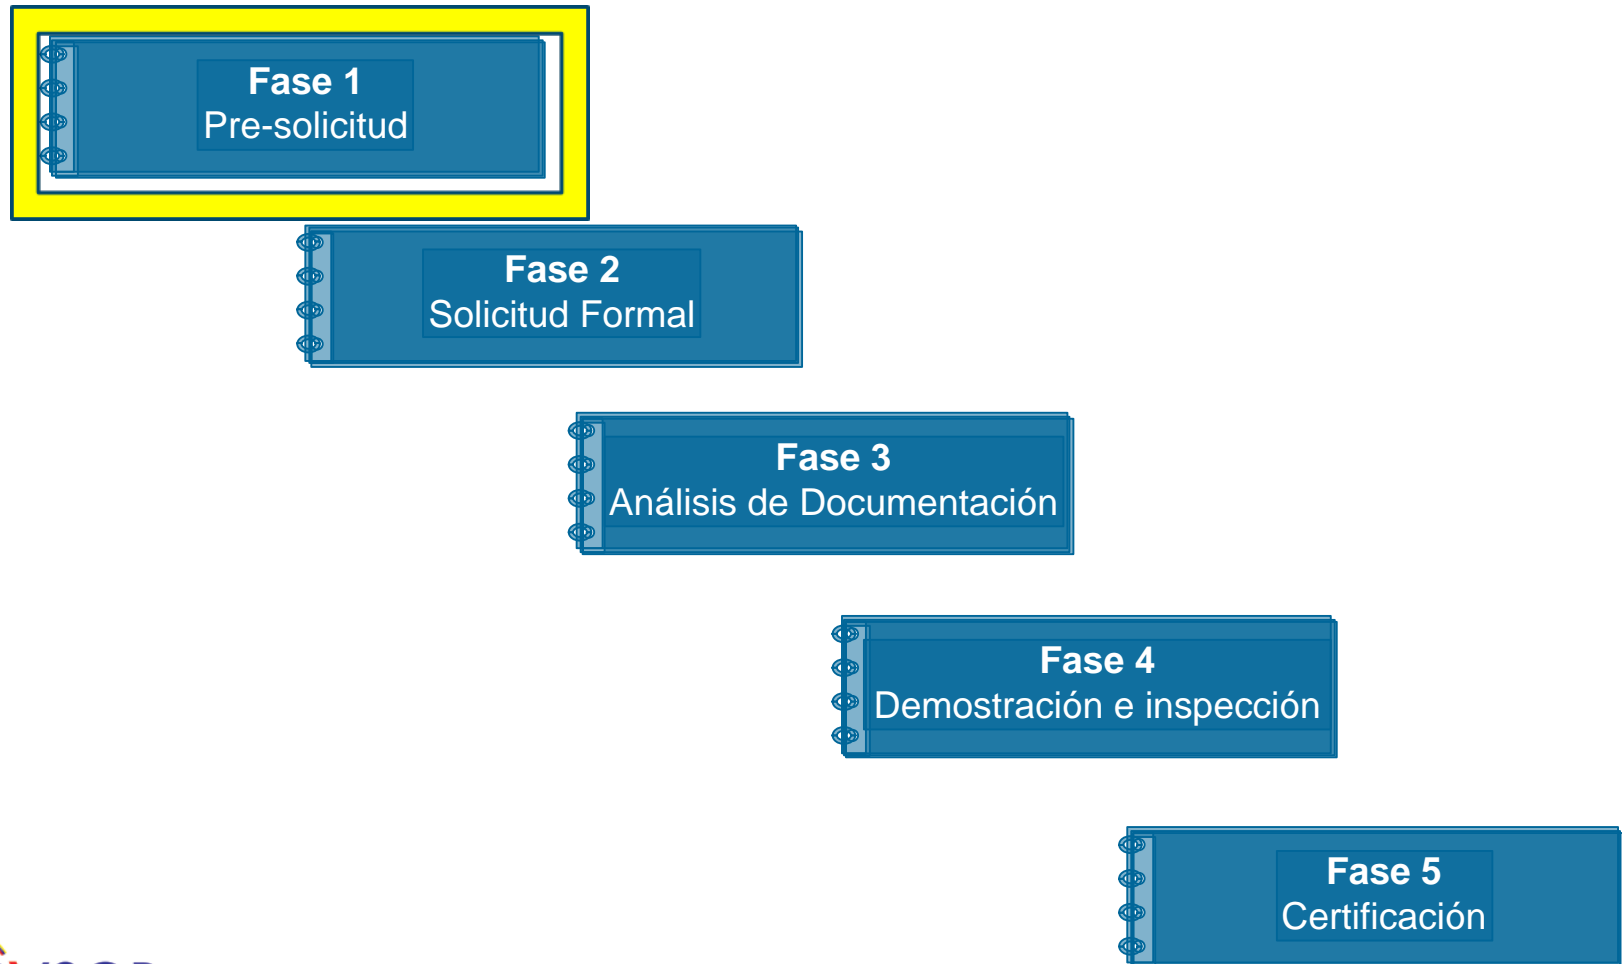 Fase 1
Pre-solicitud
Fase 2
Solicitud Formal
Fase 3
Análisis de Documentación
Fase 4
Demostración e inspección
Fase 5
Certificación